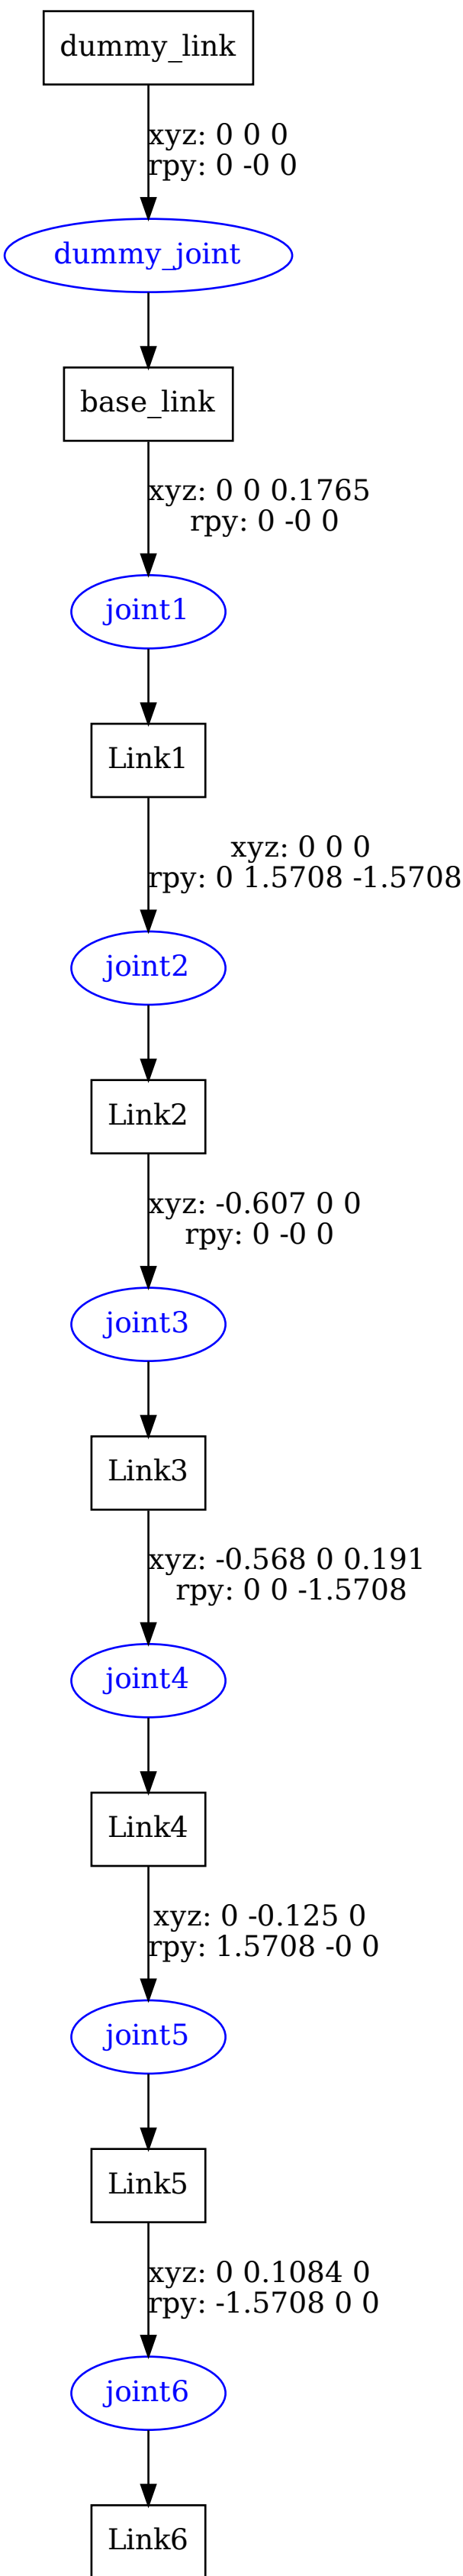 dummy_link
xyz: 0 0 0
rpy: 0 -0 0
dummy_joint
base_link
xyz: 0 0 0.1765
rpy: 0 -0 0
joint1
Link1
xyz: 0 0 0
rpy: 0 1.5708 -1.5708
joint2
Link2
xyz: -0.607 0 0
rpy: 0 -0 0
joint3
Link3
xyz: -0.568 0 0.191
rpy: 0 0 -1.5708
joint4
Link4
xyz: 0 -0.125 0
rpy: 1.5708 -0 0
joint5
Link5
xyz: 0 0.1084 0
rpy: -1.5708 0 0
joint6
Link6